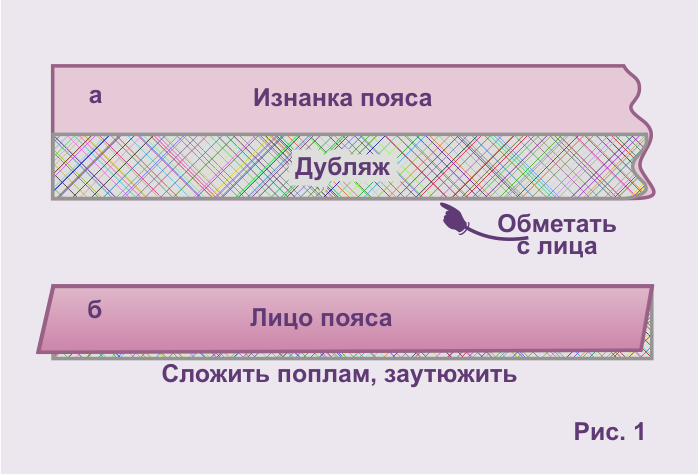 а
Изнанка пояса
Дубляж
Обметать
с лица
б
Лицо пояса
Сложить поплам, заутюжить
Рис. 1